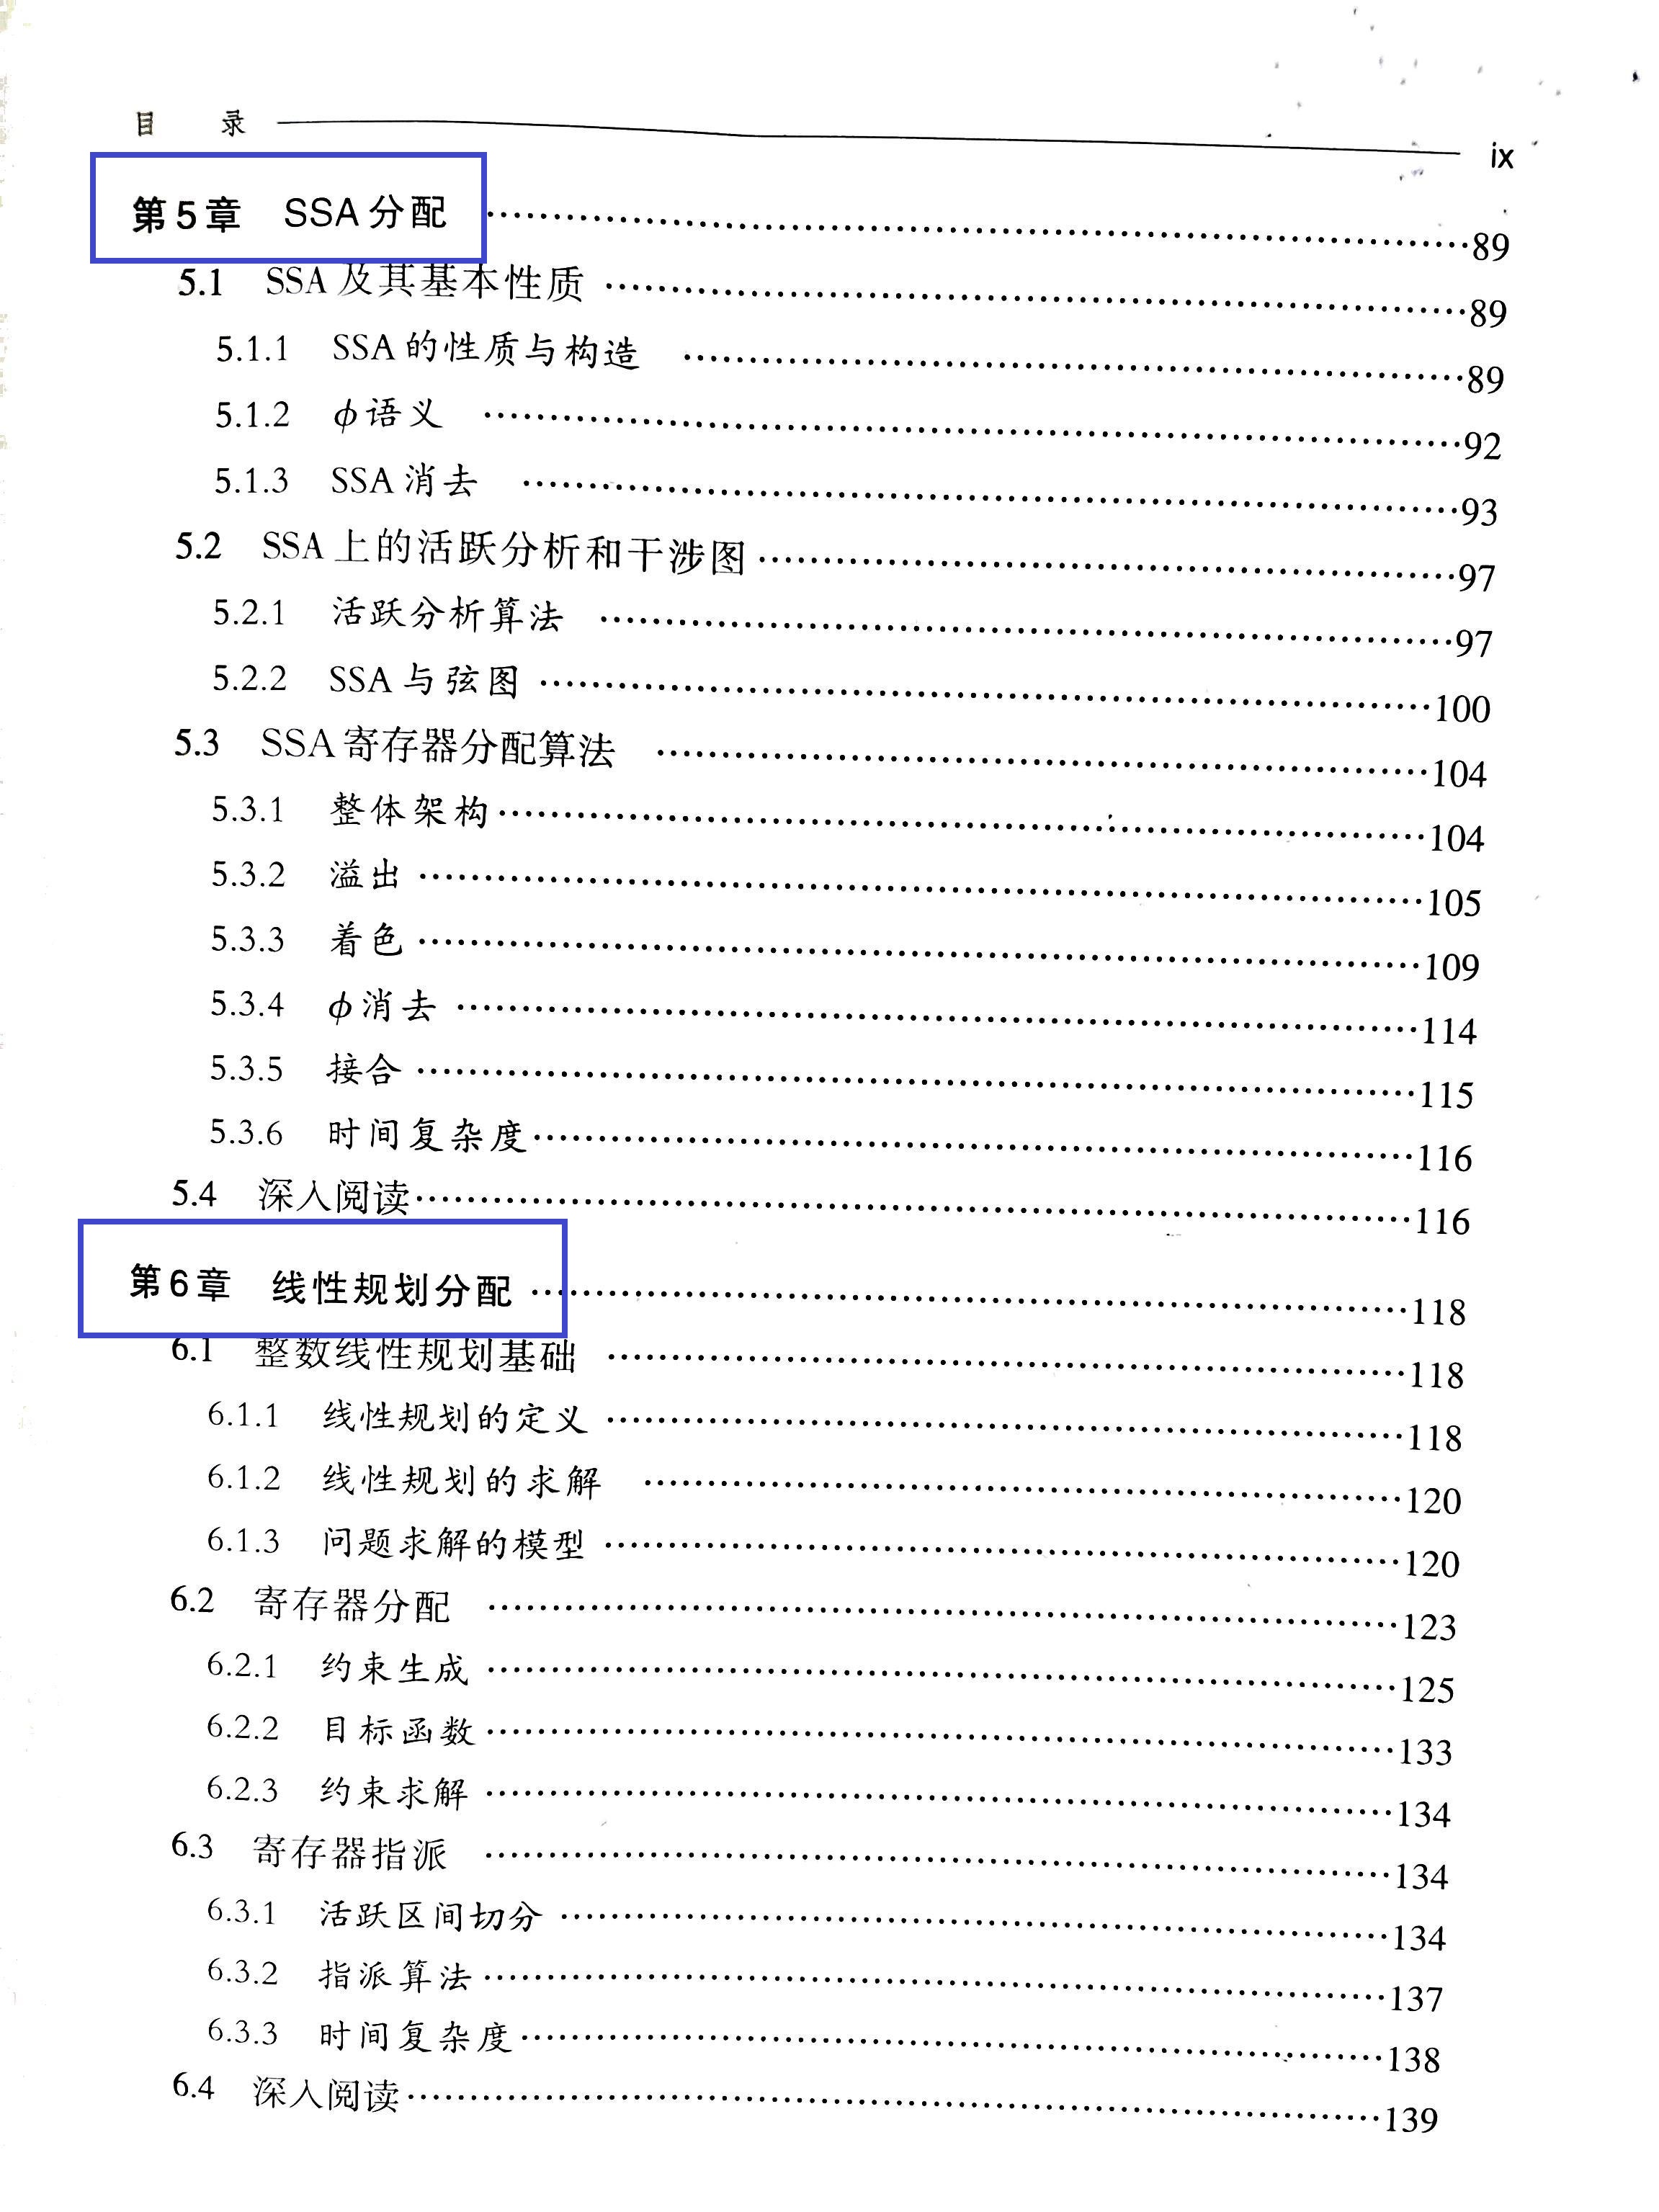 目 录 ix
第5章 SSA分配 89
5.1 SSA及其基本性质 89
5.1.1 SSA的性质与构造 89
5.1.2 ϕ语义 92
5.1.3 SSA消去 93
5.2 SSA上的活跃分析和干涉图 97
5.2.1 活跃分析算法 97
5.2.2 SSA与弦图 100
5.3 SSA寄存器分配算法 104
5.3.1 整体架构 104
5.3.2 溢出 105
5.3.3 着色 109
5.3.4 ϕ消去 114
5.3.5 接合 115
5.3.6 时间复杂度 116
5.4 深入阅读 116
第6章 线性规划分配 118
6.1 整数线性规划基础 118
6.1.1 线性规划的定义 118
6.1.2 线性规划的求解 120
6.1.3 问题求解的模型 120
6.2 寄存器分配 123
6.2.1 约束生成 125
6.2.2 目标函数 133
6.2.3 约束求解 134
6.3 寄存器指派 134
6.3.1 活跃区间切分 134
6.3.2 指派算法 137
6.3.3 时间复杂度 138
6.4 深入阅读 139